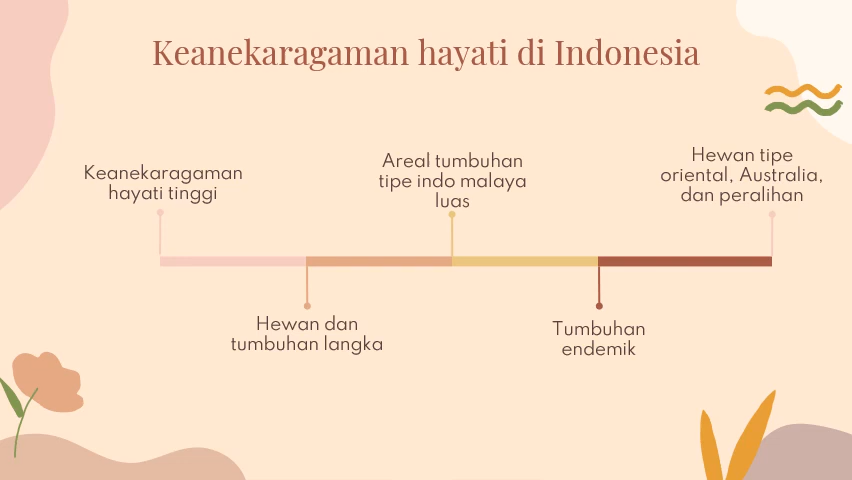 Keanekaragaman hayati di Indonesia
Keanekaragaman
hayati tinggi
Hewan dan
tumbuhan langka
Areal tumbuhan
tipe indo malaya
luas
Tumbuhan
endemik
Hewan tipe
oriental, Australia,
dan peralihan